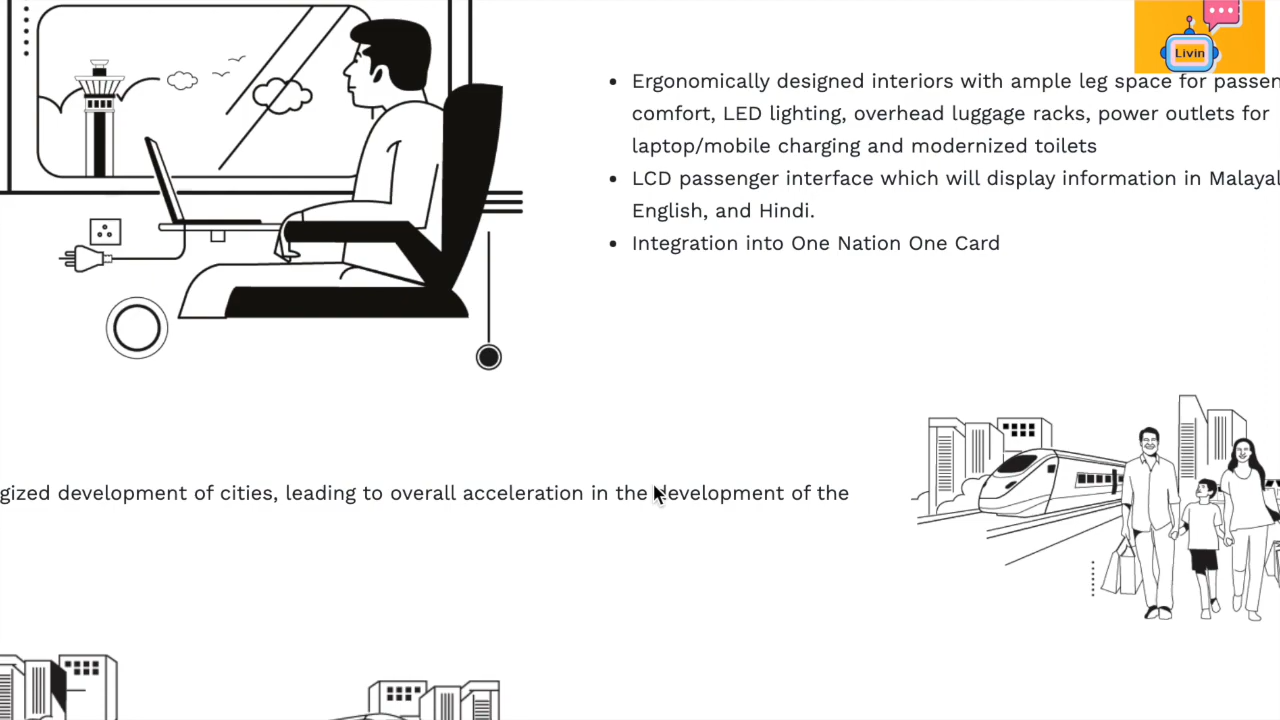 Livin
Ergonomically designed interiors with ample leg space for passen
comfort, LED lighting, overhead luggage racks, power outlets for
laptop/mobile charging and modernized toilets
LCD passenger interface which will display information in Malayal
English, and Hindi.
Integration into One Nation One Card
gized development of cities, leading to overall acceleration in the development of the